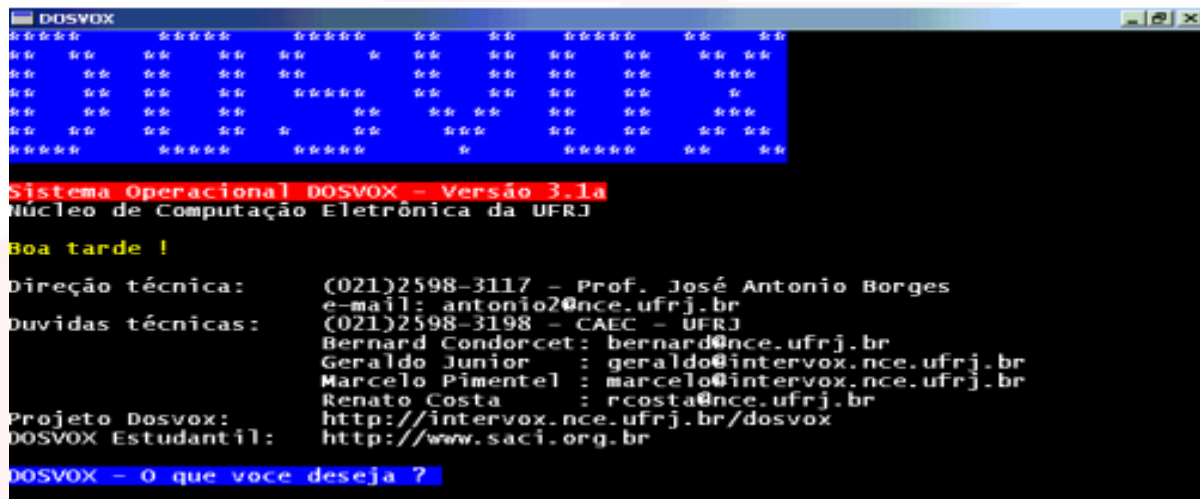 DOSVOX
DOSVOX
Sistema Operacional DOSVOX - Versão 3.1a
Núcleo de Computação Eletrônica da UFRJ
Boa tarde !
Direção técnica: (021)2598-3117 - Prof. José Antonio Borges
e-mail: antonio2@nce.ufrj.br
Duvidas técnicas: (021)2598-3198 - CAEC - UFRJ
Bernard Condorcet: bernard@nce.ufrj.br
Geraldo Junior : geraldo@intervox.nce.ufrj.br
Marcelo Pimentel : marcelo@intervox.nce.ufrj.br
Renato Costa : rcosta@nce.ufrj.br
Projeto Dosvox: http://intervox.nce.ufrj.br/dosvox
DOSVOX Estudantil: http://www.saci.org.br
DOSVOX - O que voce deseja ?